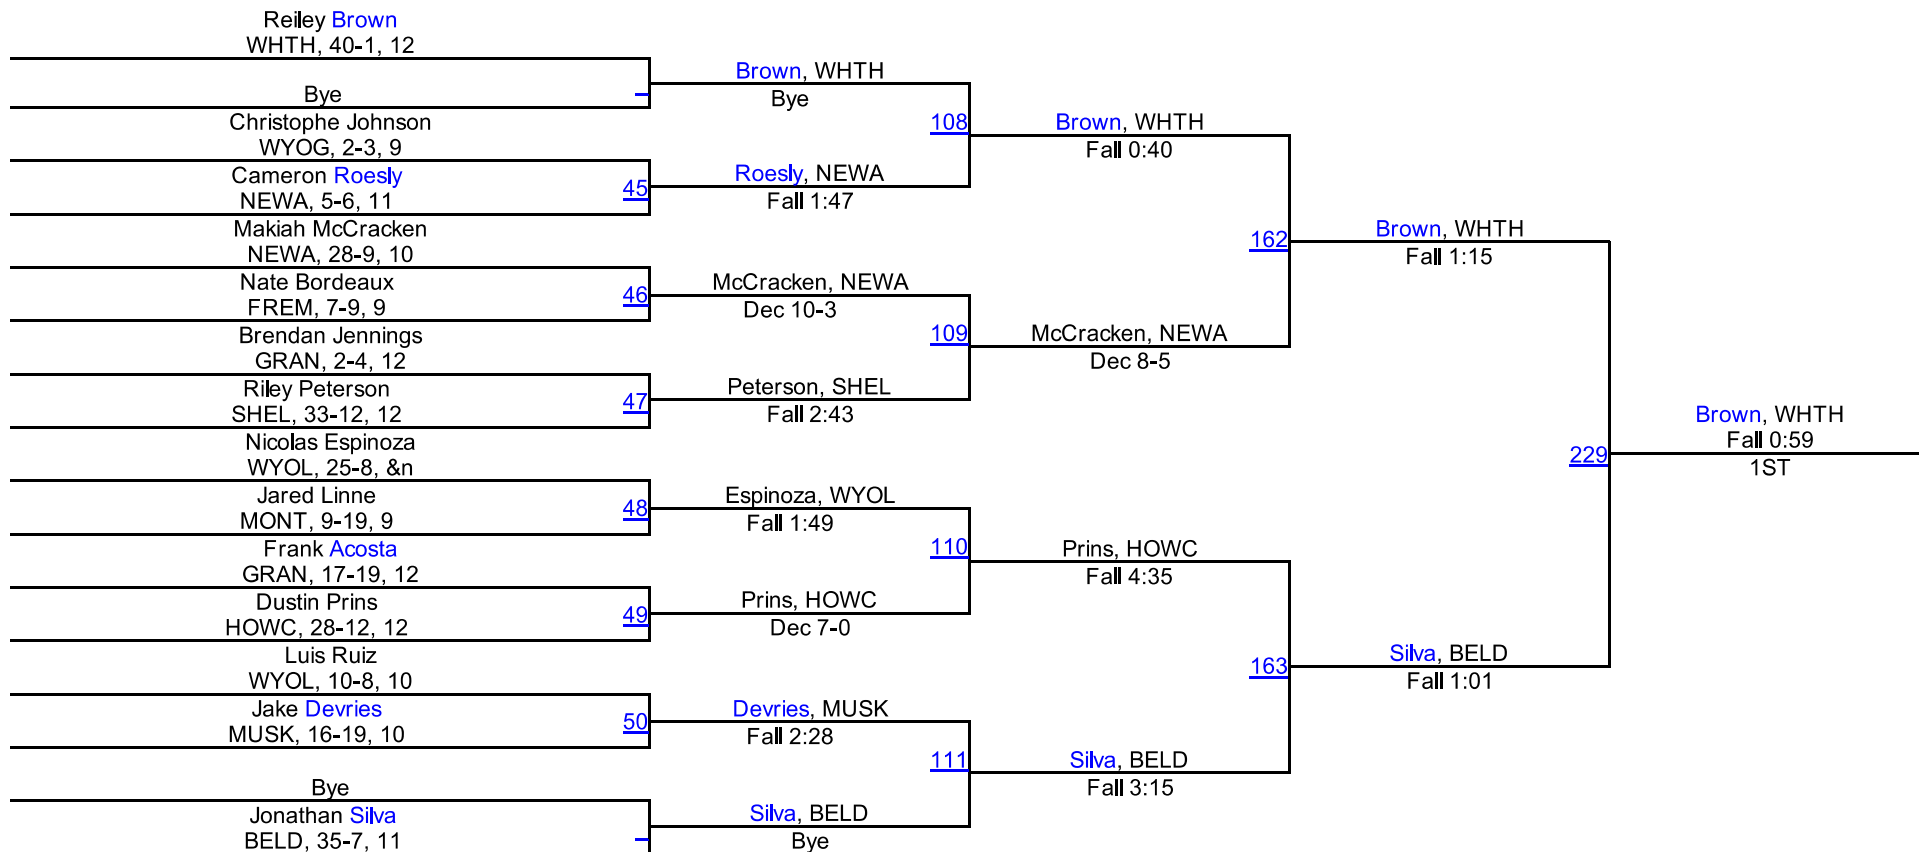 Reiley Brown
WHTH, 40-1, 12
Bye
Christophe Johnson
WYOG, 2-3, 9
Cameron Roesly
NEWA, 5-6, 11
45
Makiah McCracken
NEWA, 28-9, 10
Nate Bordeaux
FREM, 7-9, 9
46
Brendan Jennings
GRAN, 2-4, 12
Riley Peterson
SHEL, 33-12, 12
47
Nicolas Espinoza
WYOL, 25-8, &n
Jared Linne
MONT, 9-19, 9
48
Frank Acosta
GRAN, 17-19, 12
Dustin Prins
HOWC, 28-12, 12
49
Luis Ruiz
WYOL, 10-8, 10
Jake Devries
MUSK, 16-19, 10
50
Bye
Jonathan Silva
BELD, 35-7, 11
Brown, WHTH
Bye
108
Roesly, NEWA
Fall 1:47
McCracken, NEWA
Dec 10-3
109
Peterson, SHEL
Fall 2:43
Espinoza, WYOL
Fall 1:49
110
Prins, HOWC
Dec 7-0
Devries, MUSK
Fall 2:28
111
Silva, BELD
Bye
Brown, WHTH
Fall 0:40
162
McCracken, NEWA
Dec 8-5
Prins, HOWC
Fall 4:35
163
Silva, BELD
Fall 3:15
Brown, WHTH
Fall 1:15
229
Silva, BELD
Fall 1:01
Brown, WHTH
Fall 0:59
1ST